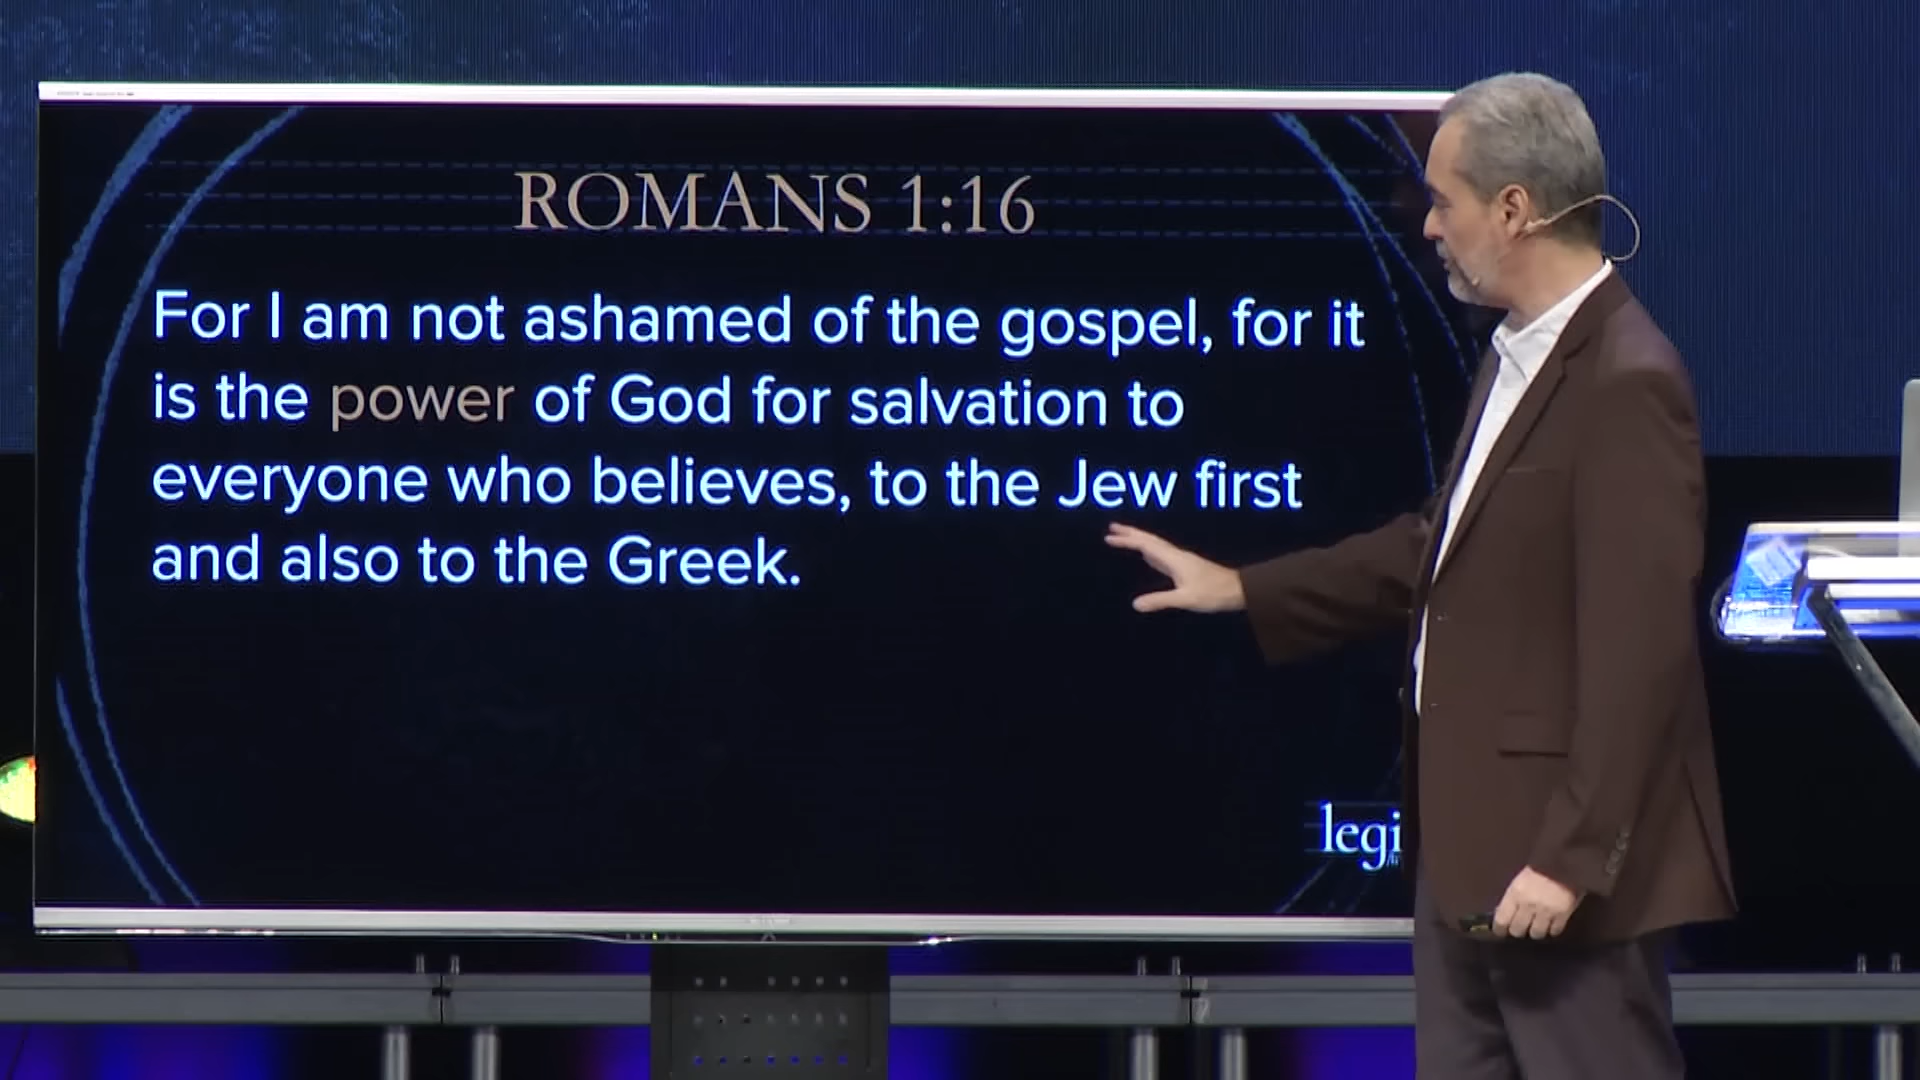 ROMANS 1:16
For I am not ashamed of the gospel, for it
is the power of God for salvation to
everyone who believes, to the Jew first
and also to the Greek.
legi